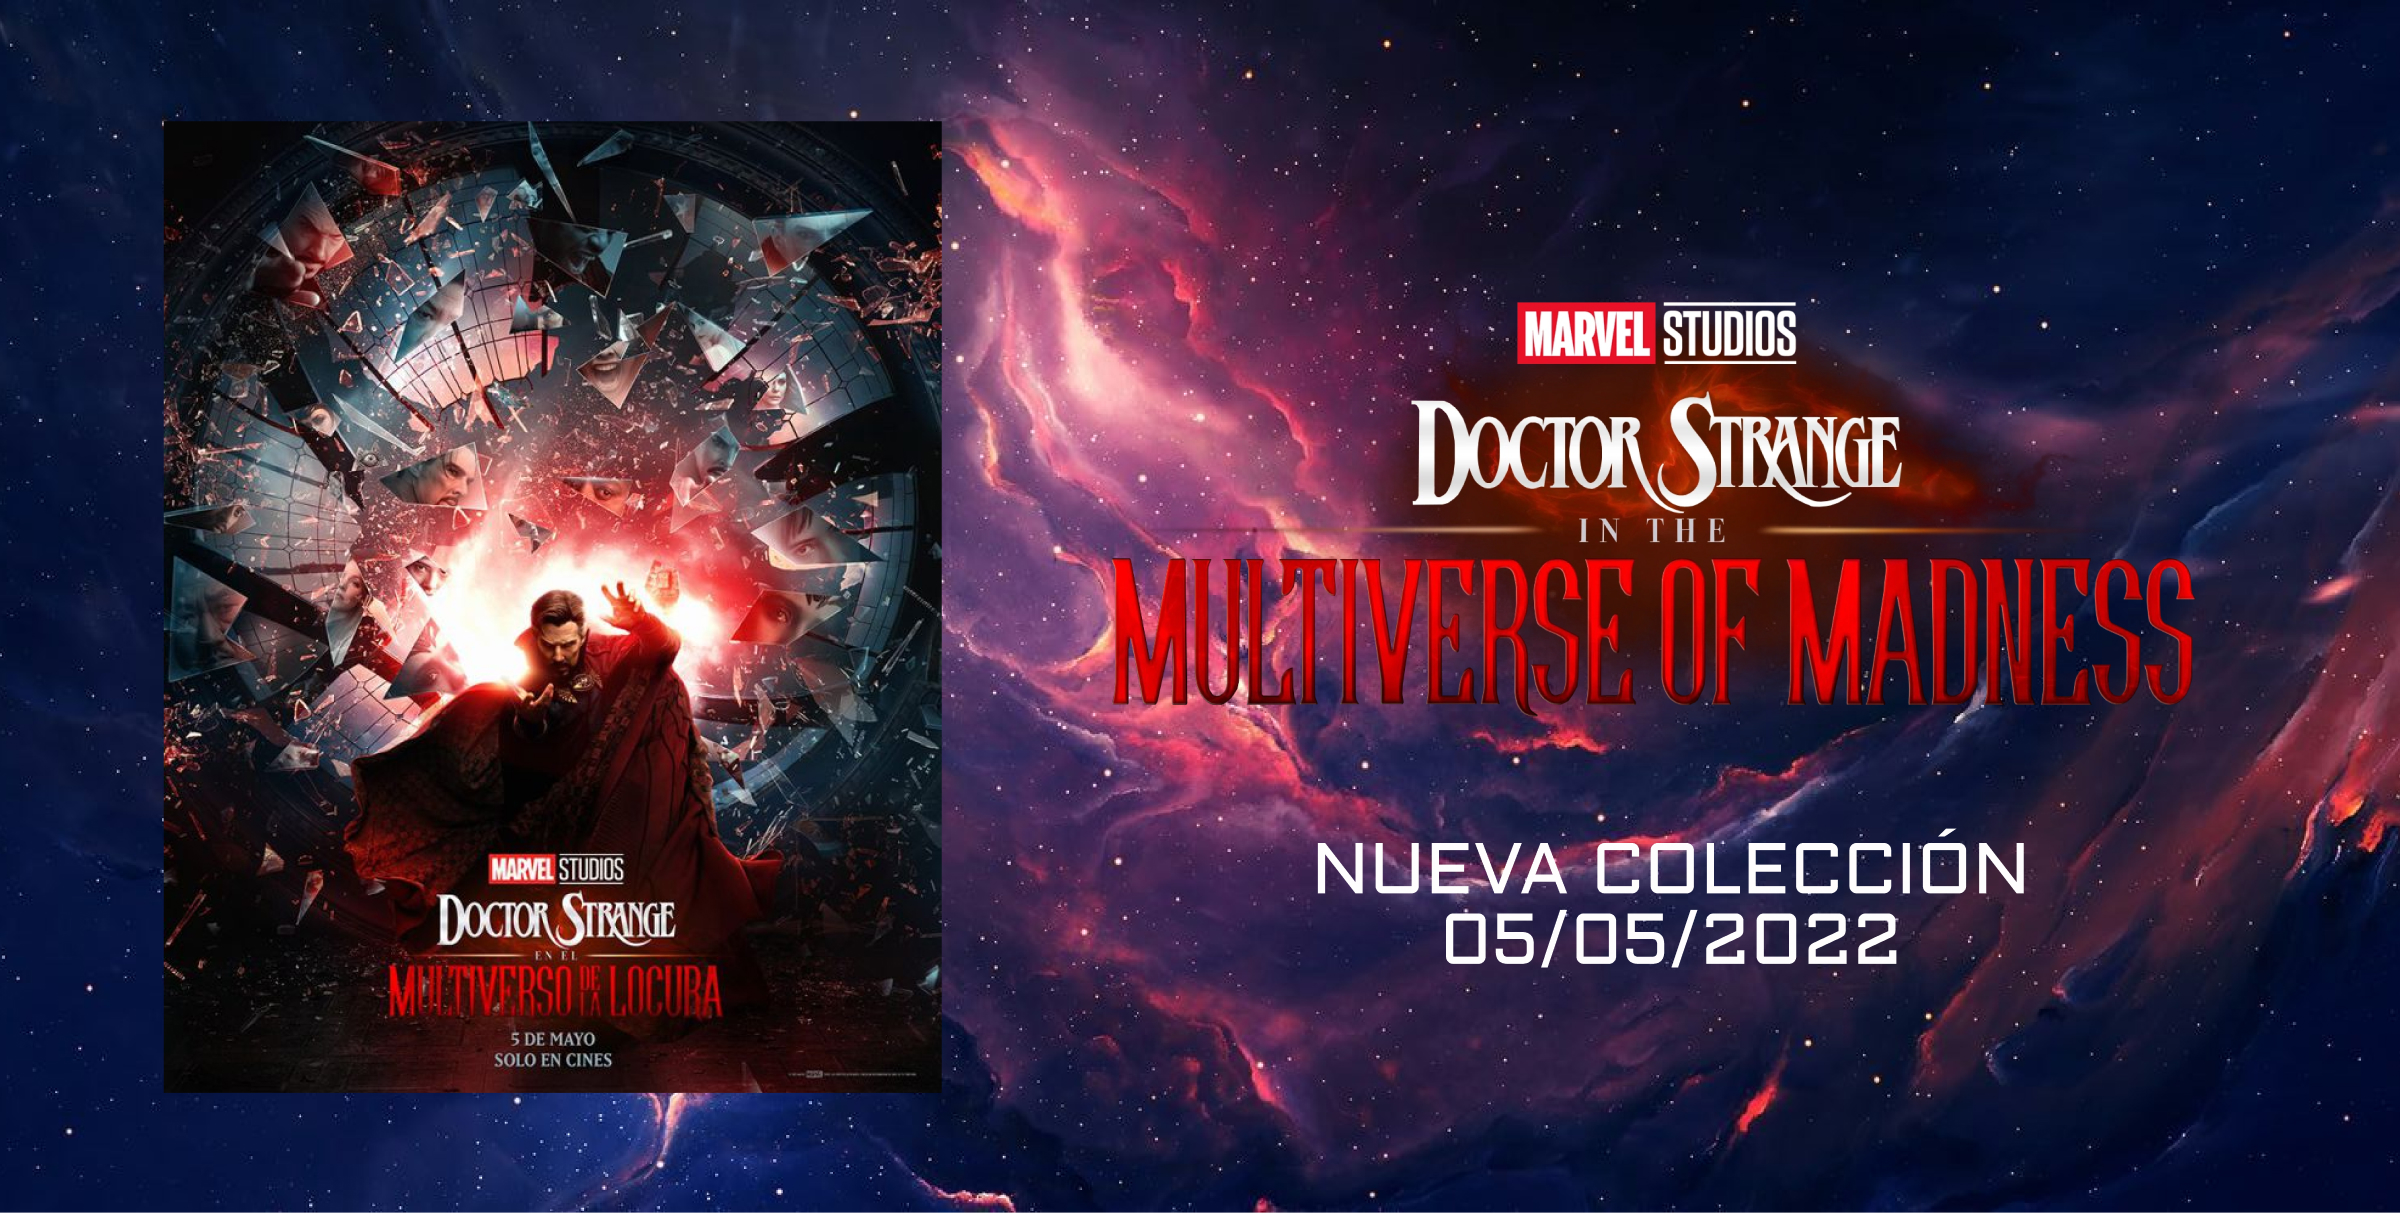 MARVEL STUDIOS
DOCTOR STRANGE
EN EL
MULTIVERSO DE LA LOCURA
5 DE MAYO
SOLO EN CINES
MARVEL STUDIOS
DOCTOR STRANGE
IN THE
MULTIVERSE OF MADNESS
NUEVA COLECCIÓN
05/05/2022